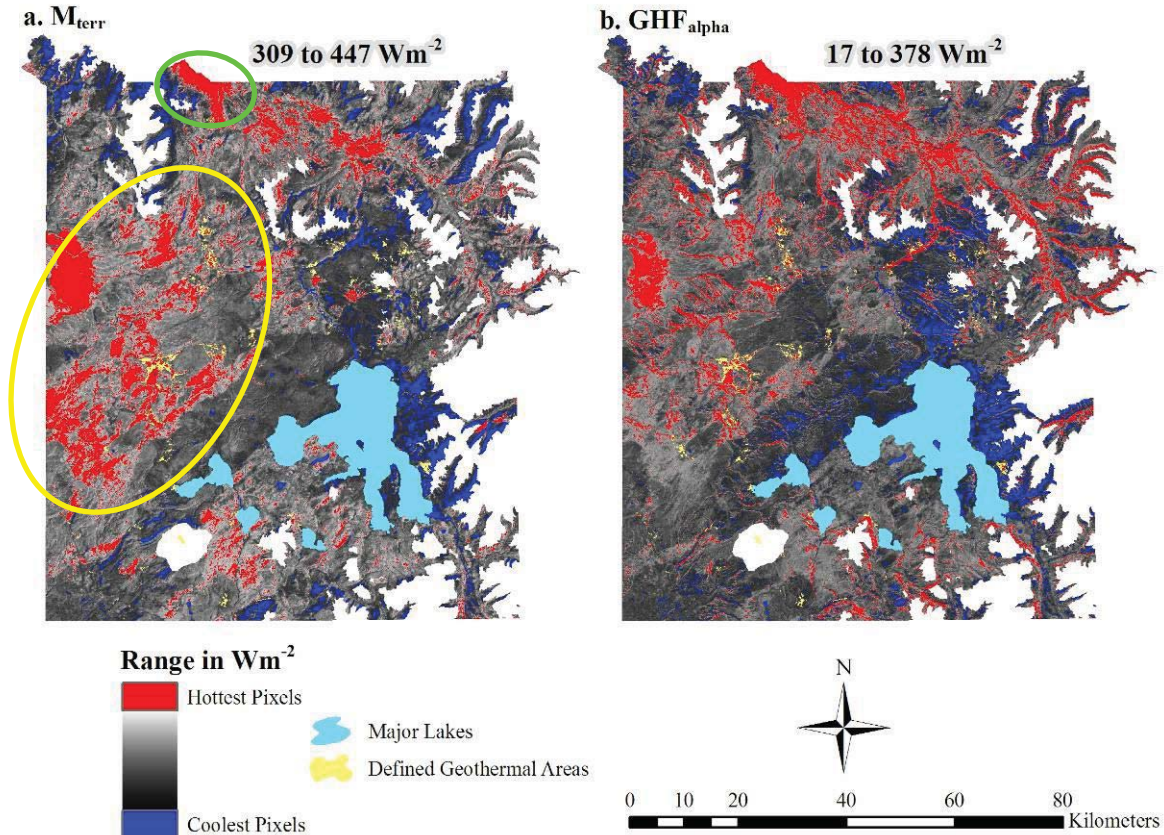 a. Mterr
309 to 447 Wm-2
b. GHFalpha
17 to 378 Wm-2
Range in Wm-2
Hottest Pixels
Coolest Pixels
Major Lakes
Defined Geothermal Areas
N
0 5 10 20 40 60 80
Kilometers